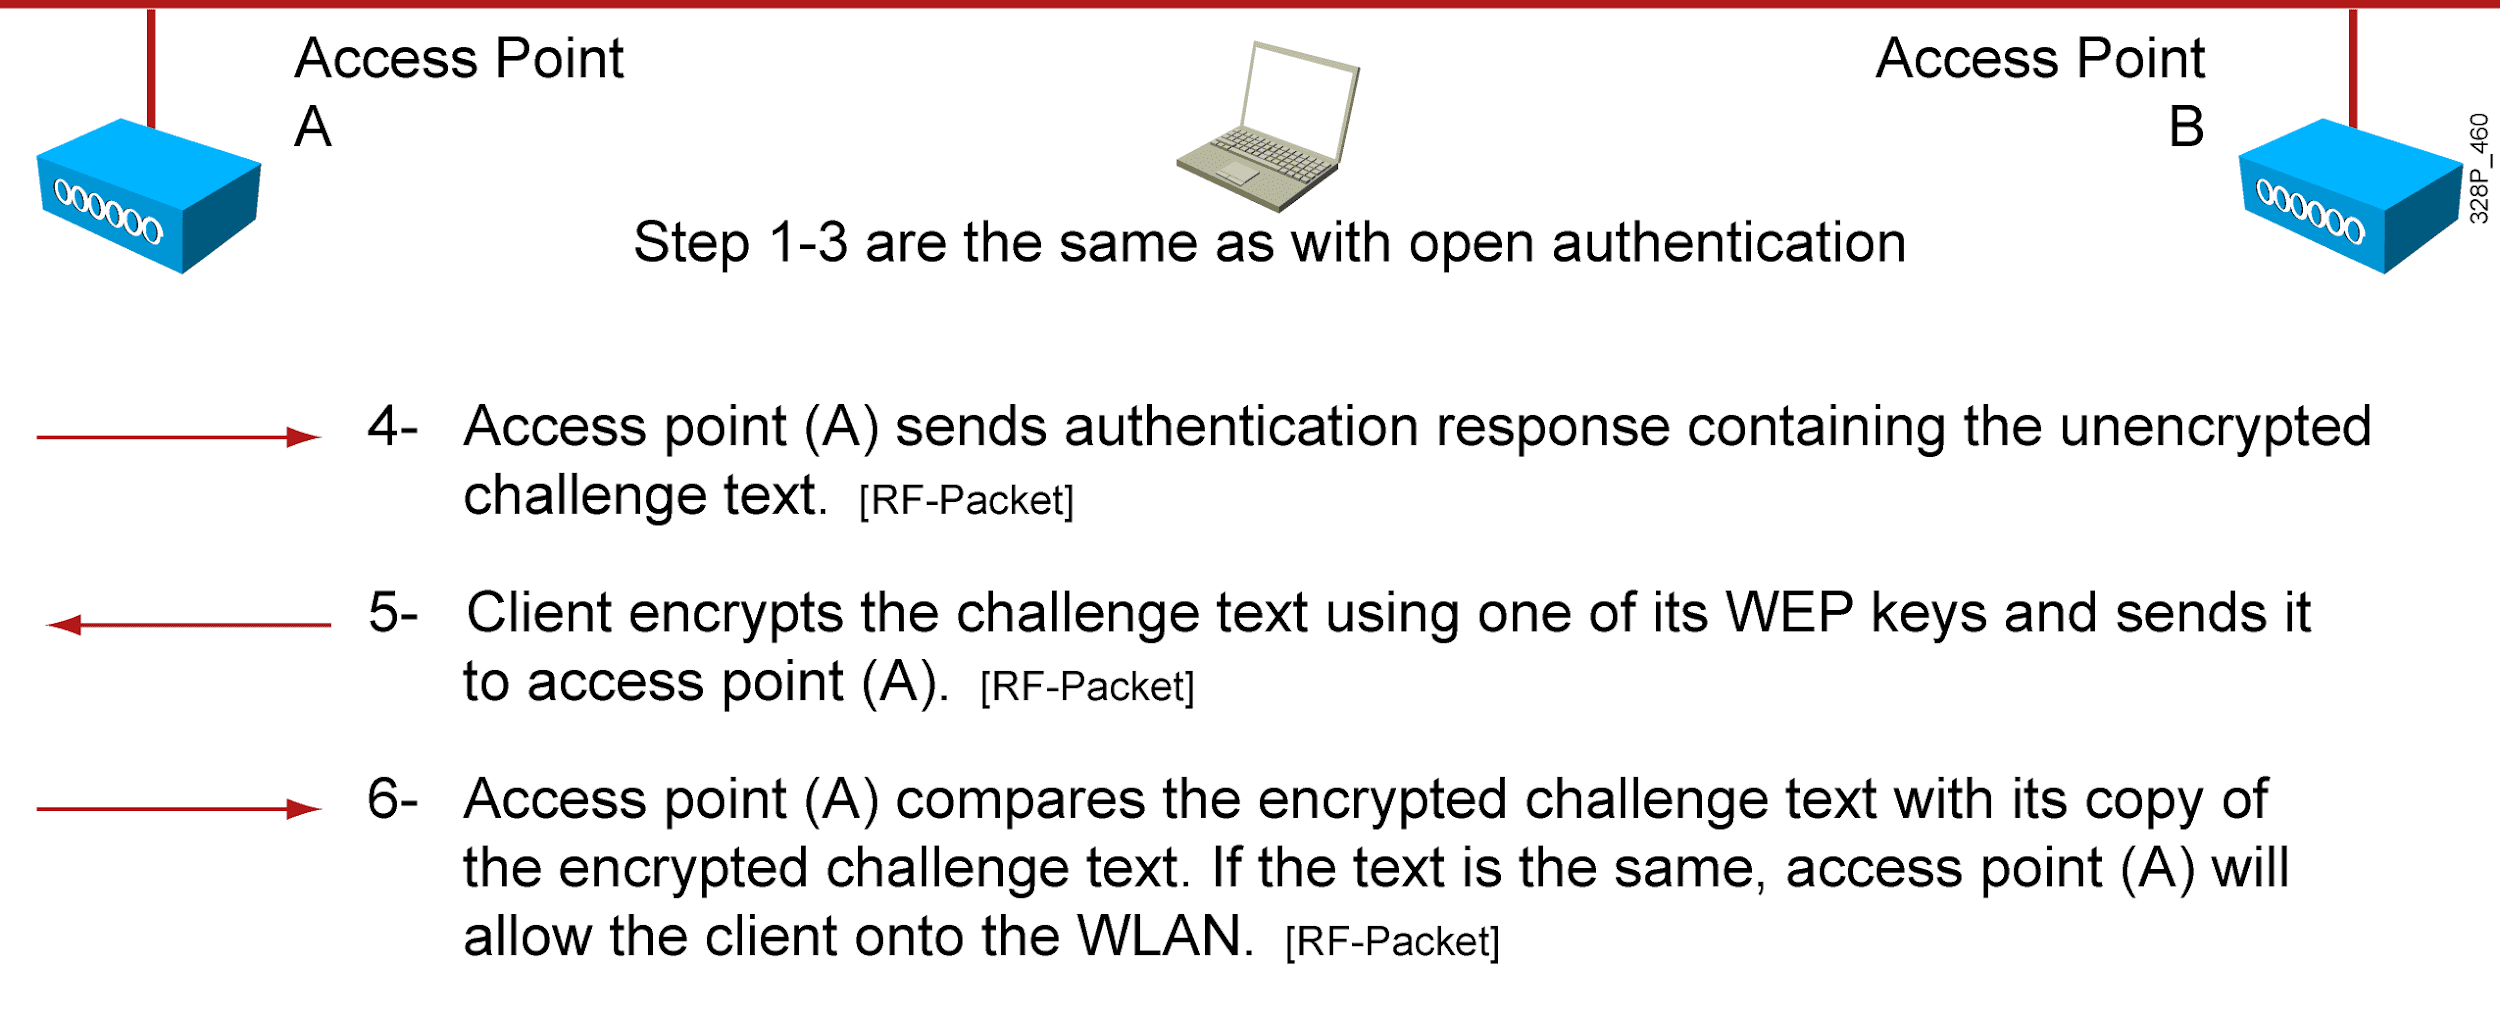 Access Point
A
Access Point
B
328P_460
Step 1-3 are the same as with open authentication
4- Access point (A) sends authentication response containing the unencrypted
challenge text. [RF-Packet]
5- Client encrypts the challenge text using one of its WEP keys and sends it
to access point (A). [RF-Packet]
6- Access point (A) compares the encrypted challenge text with its copy of
the encrypted challenge text. If the text is the same, access point (A) will
allow the client onto the WLAN. [RF-Packet]